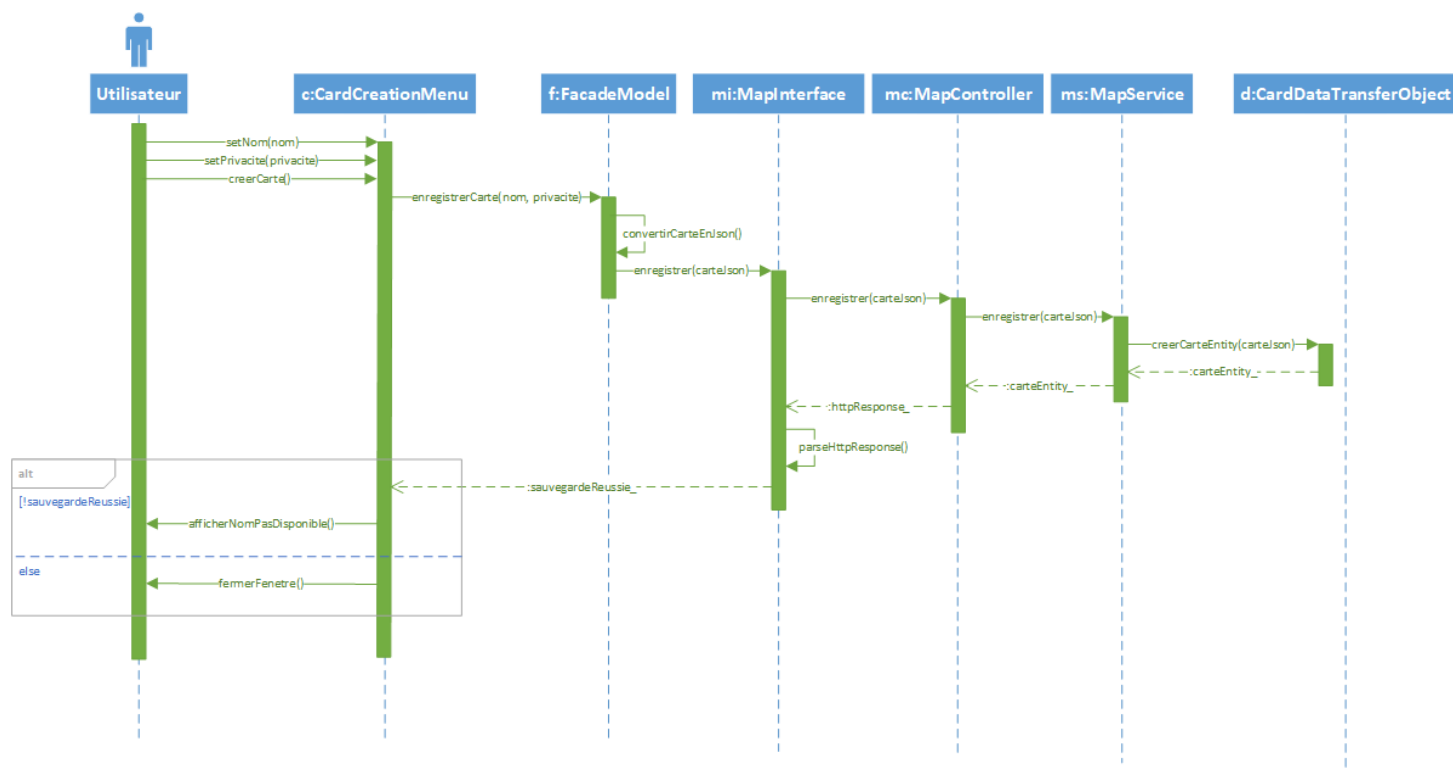 Utilisateur
c:CardCreationMenu
f:FacadeModel
mi:MapInterface
mc:MapController
ms:MapService
d:CardDataTransferObject
setNom(nom)
setPrivacite(privacite)
creerCarte()
enregistrerCarte(nom, privacite)
convertirCarteEnJson()
enregistrer(carteJson)
enregistrer(carteJson)
enregistrer(carteJson)
creerCarteEntity(carteJson)
:carteEntity_
:carteEntity_
:httpResponse_
parseHttpResponse()
alt
:sauvegardeReussie_
[!sauvegardeReussie]
afficherNomPasDisponible()
else
fermerFenetre()